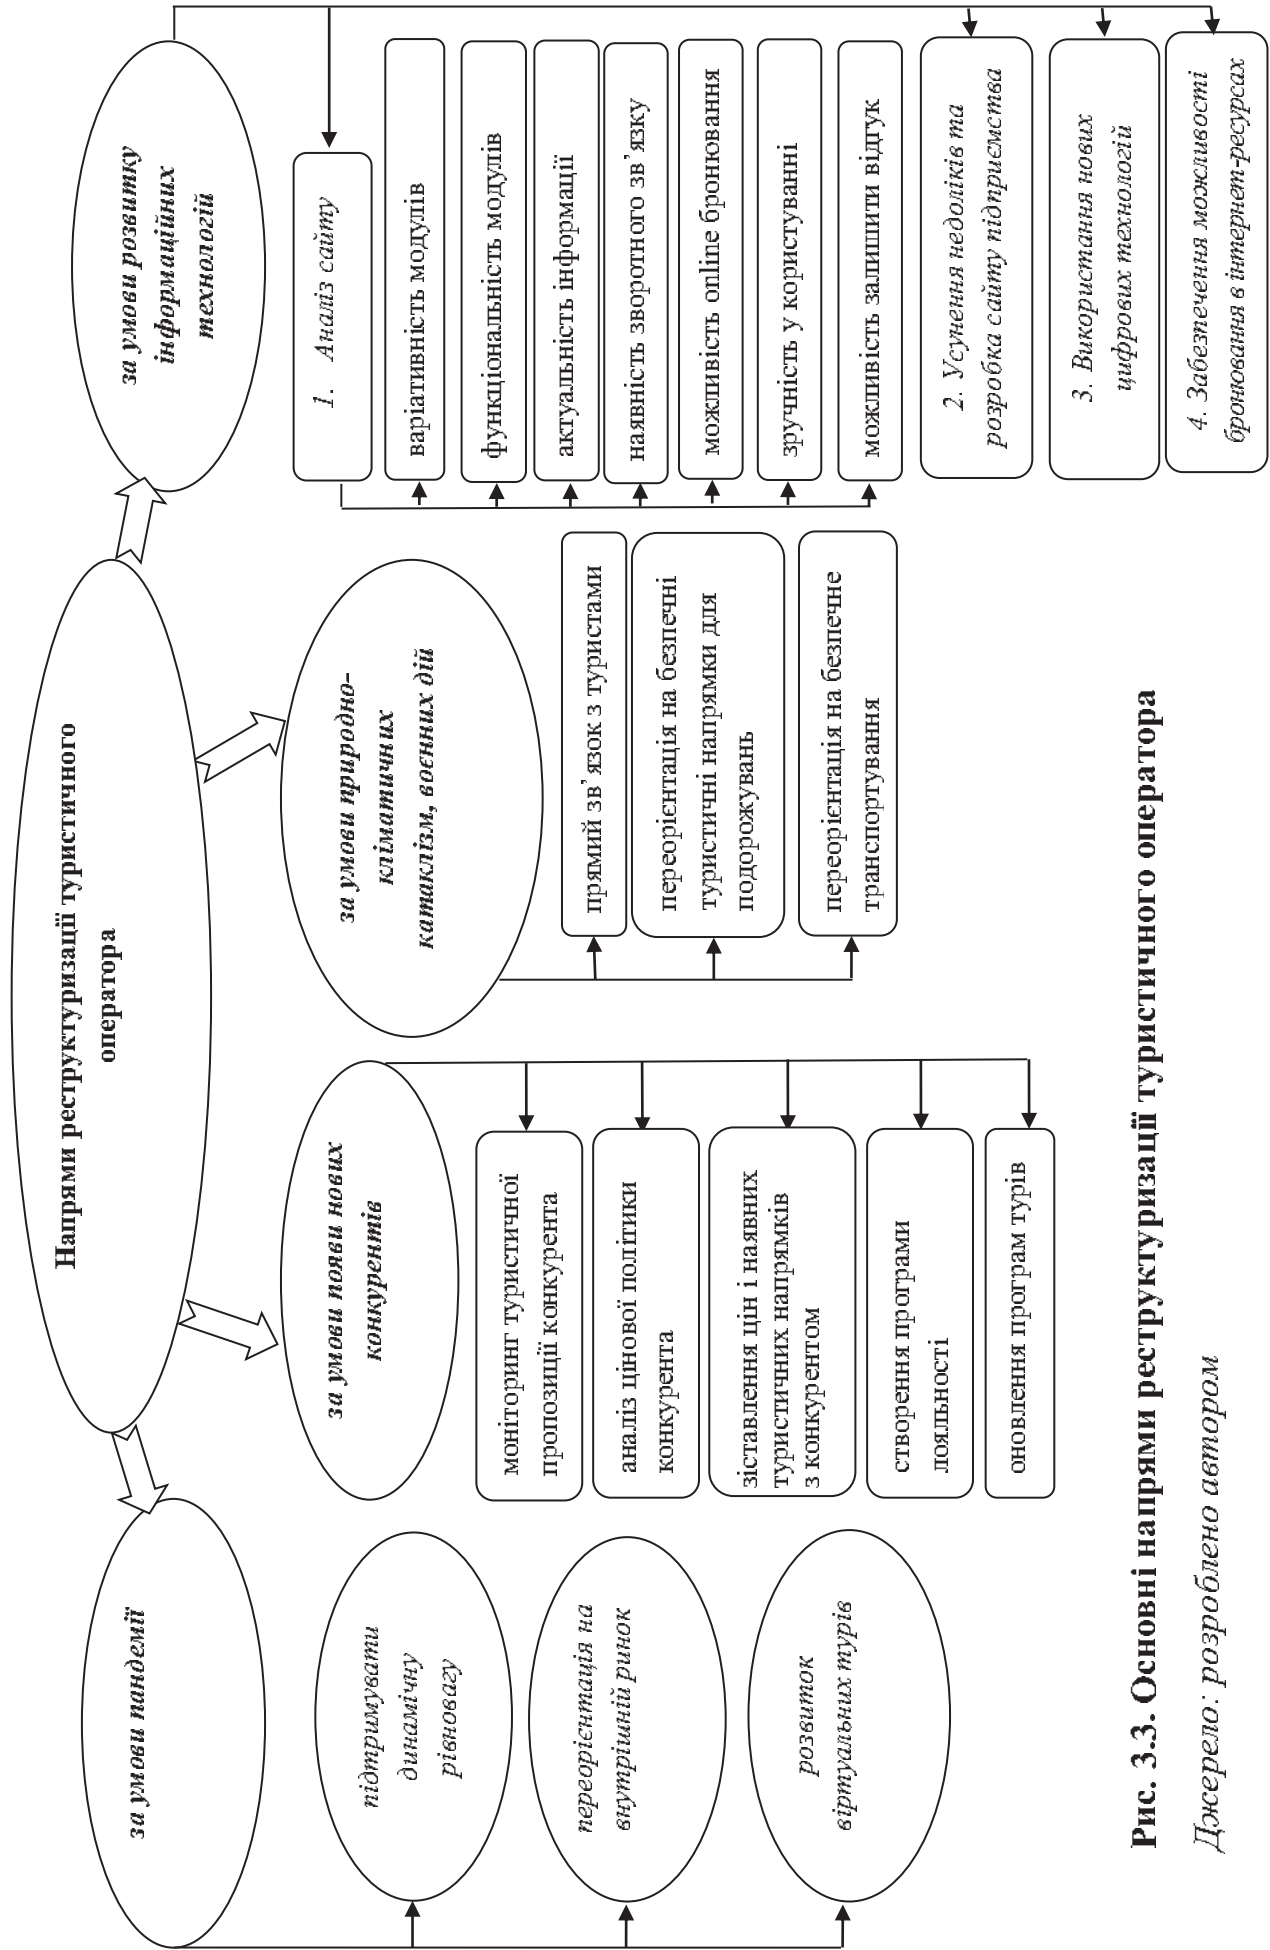 Напрями реструктуризації туристичного
оператора
за умови пандемії
підтримувати
динамічну
рівновагу
переорієнтація на
внутрішній ринок
розвиток
віртуальних турів
за умови появи нових
конкурентів
моніторинг туристичної
пропозиції конкурента
аналіз цінової політики
конкурента
зіставлення цін і наявних
туристичних напрямків
з конкурентом
створення програми
лояльності
оновлення програм турів
за умови природно-
кліматичних
катаклізм, воєнних дій
прямий зв’язок з туристами
переорієнтація на безпечні
туристичні напрямки для
подорожувань
переорієнтація на безпечне
транспортування
за умови розвитку
інформаційних
технологій
1. Аналіз сайту
варіативність модулів
функціональність модулів
актуальність інформації
наявність зворотного зв’язку
можливість online бронювання
зручність у користуванні
можливість залишити відгук
2. Усунення недоліків та
розробка сайту підприємства
3. Використання нових
цифрових технологій
4. Забезпечення можливості
бронювання в інтернет-ресурсах
Рис. 3.3. Основні напрями реструктуризації туристичного оператора
Джерело: розроблено автором